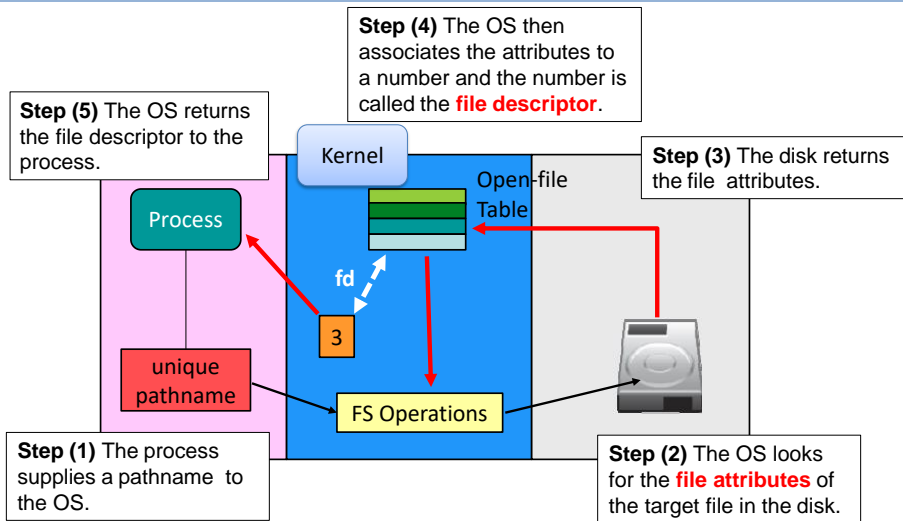 Step (4) The OS then
associates the attributes to
a number and the number is
called the file descriptor.
Step (5) The OS returns
the file descriptor to the
process.
Kernel
Step (3) The disk returns
the file attributes.
Open-file
Table
Process
fd
3
unique
pathname
FS Operations
Step (1) The process
supplies a pathname to
the OS.
Step (2) The OS looks
for the file attributes of
the target file in the disk.